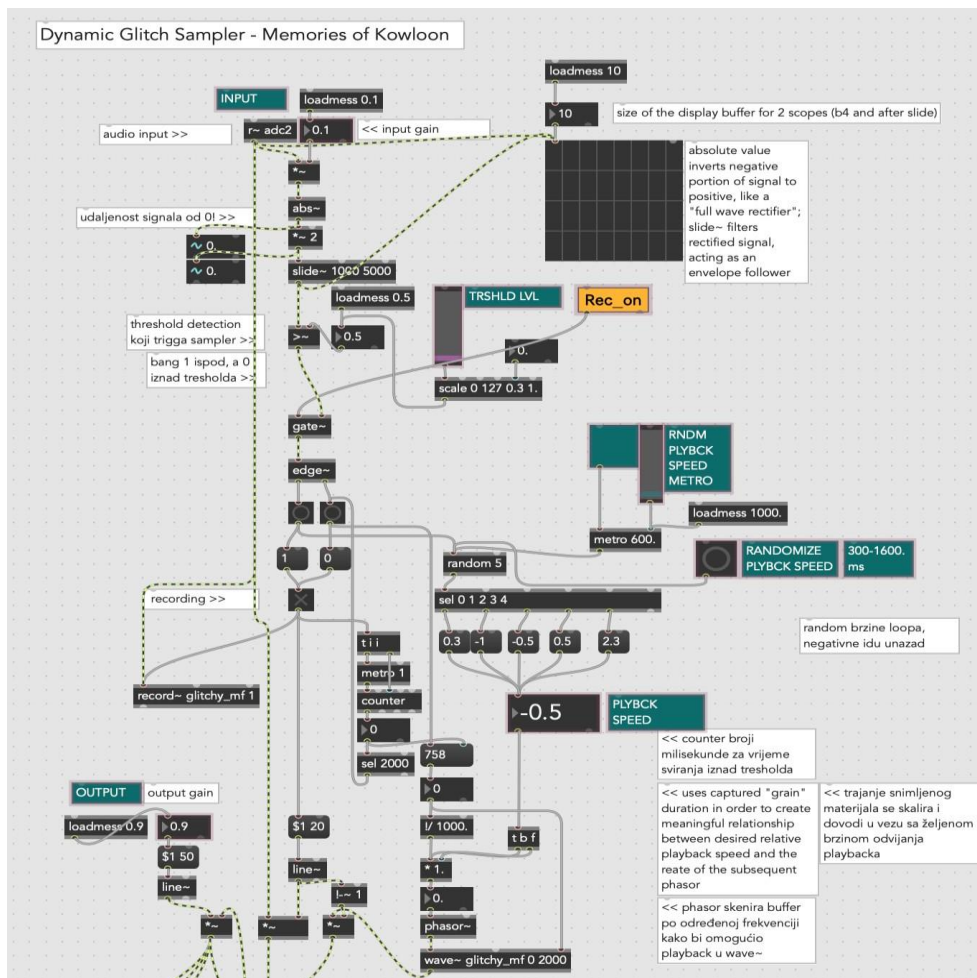 Dynamic Glitch Sampler - Memories of Kowloon
loadmess 10
INPUT
loadmess 0.1
10
size of the display buffer for 2 scopes (b4 and after slide)
audio input >>
r~ adc2
0.1
<< input gain
absolute value
inverts negative
portion of signal to
positive, like a
"full wave rectifier";
slide~ filters
rectified signal,
acting as an
envelope follower
*~
abs~
udaljenost signala od 0! >>
*~ 2
0.
0.
slide~ 1000 5000
loadmess 0.5
TRSHLD LVL
Rec_on
threshold detection
koji trigga sampler >>
>~
0.5
0.
bang 1 ispod, a 0
iznad tresholda >>
scale 0 127 0.3 1.
gate~
RNDM
PLYBCK
SPEED
METRO
edge~
loadmess 1000.
metro 600.
1
0
random 5
RANDOMIZE
PLYBCK SPEED
300-1600.
ms
recording >>
sel 0 1 2 3 4
random brzine loopa,
negativne idu unazad
t i i
0.3
-1
-0.5
0.5
2.3
metro 1
record~ glitchy_mf 1
counter
-0.5
PLYBCK
SPEED
0
758
<< counter broji
milisekunde za vrijeme
sviranja iznad tresholda
sel 2000
OUTPUT
output gain
0
<< uses captured "grain"
duration in order to create
meaningful relationship
between desired relative
playback speed and the
reate of the subsequent
phasor
<< trajanje snimljenog
materijala se skalira i
dovodi u vezu sa željenom
brzinom odvijanja
playbacka
loadmess 0.9
0.9
$1 20
!/ 1000.
t b f
$1 50
line~
* 1.
line~
!-~ 1
0.
<< phasor skenira buffer
po određenoj frekvenciji
kako bi omogućio
playback u wave~
*~
*~
*~
phasor~
wave~ glitchy_mf 0 2000